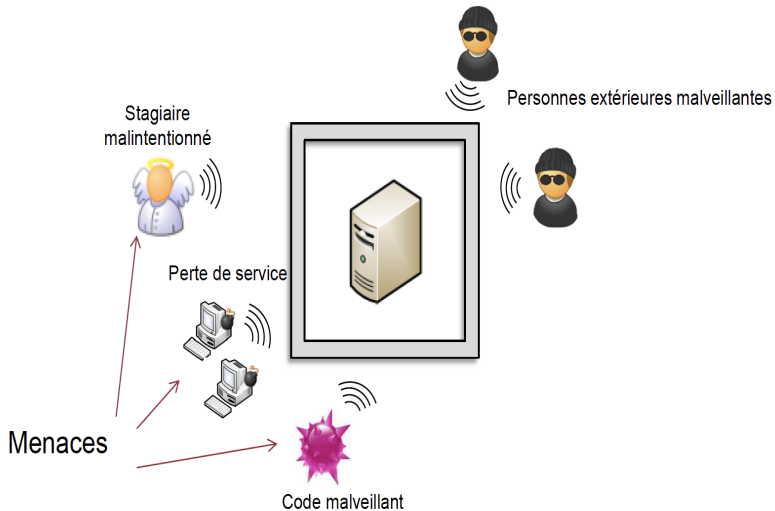 Personnes extérieures malveillantes
Stagiaire
malintentionné
Perte de service
Menaces
Code malveillant